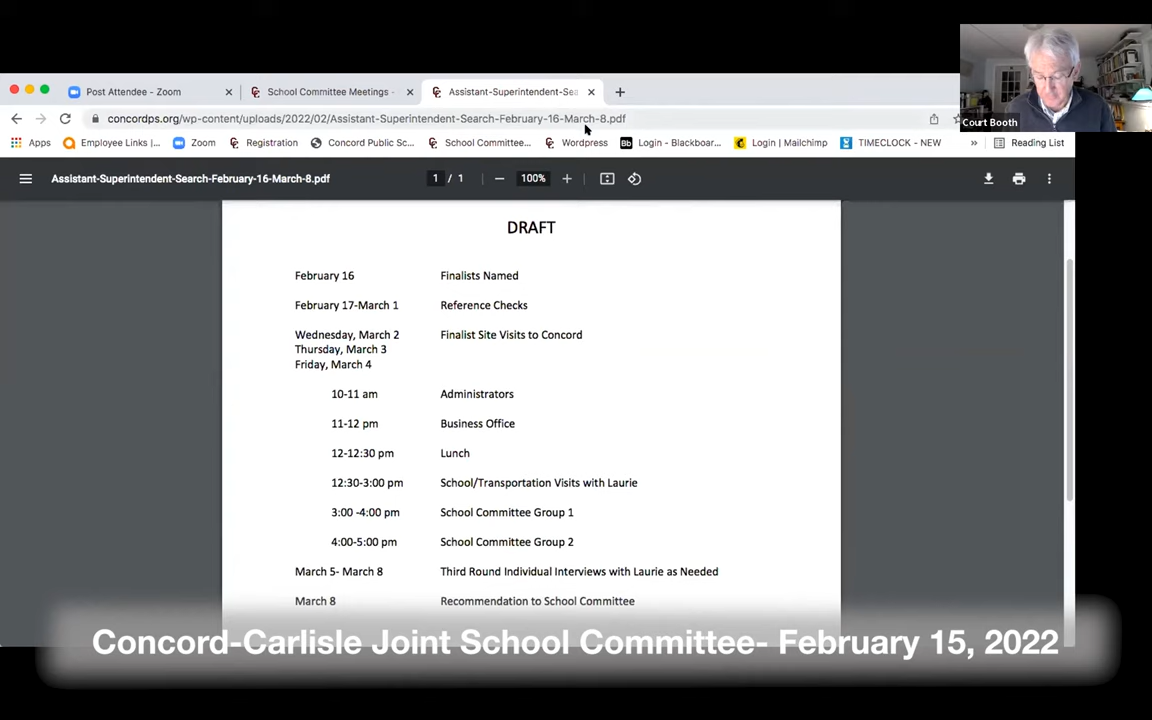 Post Attendee - Zoom
School Committee Meetings -
Assistant-Superintendent-Sea
concordps.org/wp-content/uploads/2022/02/Assistant-Superintendent-Search-February-16-March-8.pdf
Court Booth
Apps
Employee Links |...
Zoom
Registration
Concord Public Sc...
School Committee...
Wordpress
Bb
Login - Blackboar...
Login | Mailchimp
TIMECLOCK - NEW
»
Reading List
Assistant-Superintendent-Search-February-16-March-8.pdf
1 / 1
100%
DRAFT
February 16 Finalists Named
February 17-March 1 Reference Checks
Wednesday, March 2 Finalist Site Visits to Concord
Thursday, March 3
Friday, March 4
10-11 am Administrators
11-12 pm Business Office
12-12:30 pm Lunch
12:30-3:00 pm School/Transportation Visits with Laurie
3:00 -4:00 pm School Committee Group 1
4:00-5:00 pm School Committee Group 2
March 5- March 8 Third Round Individual Interviews with Laurie as Needed
March 8 Recommendation to School Committee
Concord-Carlisle Joint School Committee- February 15, 2022